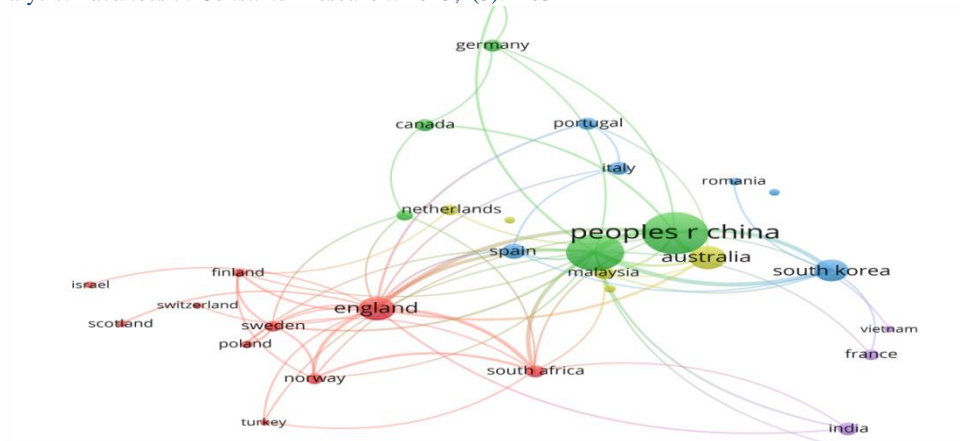 germany
canada
portugal
italy
romania
netherlands
peoples r china
spain
australia
malaysia
south korea
finland
israel
switzerland
england
scotland
sweden
vietnam
poland
france
norway
south africa
turkey
india